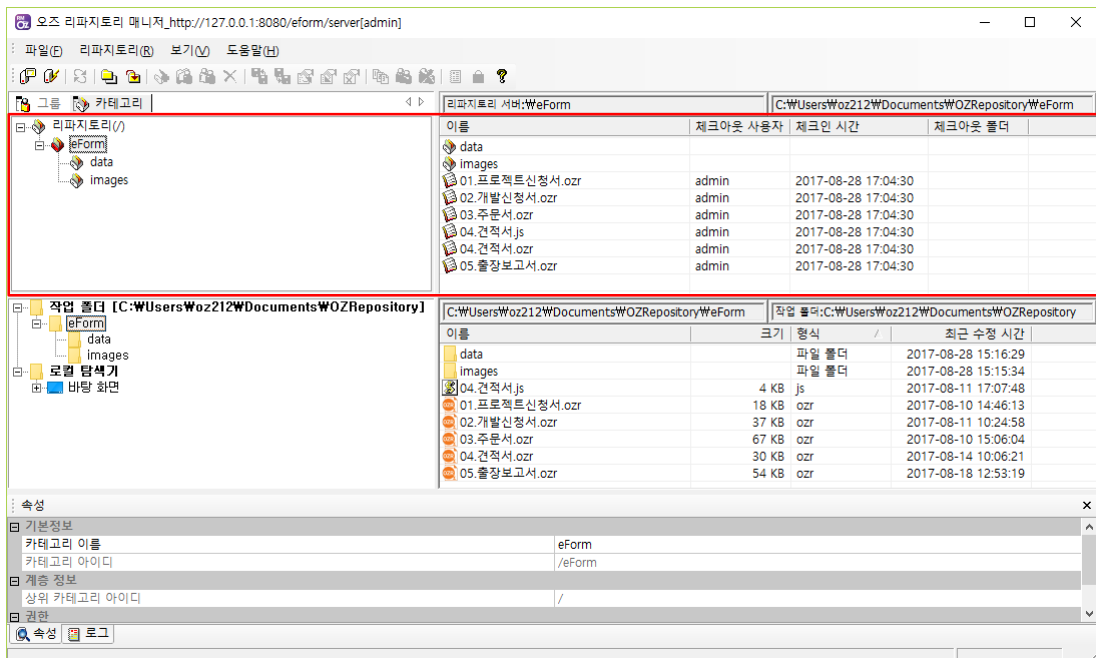 오즈 리파지토리 매니저_http://127.0.0.1:8080/eform/server[admin]
파일(F) 리파지토리(R) 보기(V) 도움말(H)
그룹 카테고리
리파지토리 서버:₩eForm C:₩Users₩oz212₩Documents₩OZRepository₩eForm
리파지토리(/)
eForm
data
images
이름 체크아웃 사용자 체크인 시간 체크아웃 폴더
data
images
01.프로젝트신청서.ozr admin 2017-08-28 17:04:30
02.개발신청서.ozr admin 2017-08-28 17:04:30
03.주문서.ozr admin 2017-08-28 17:04:30
04.견적서.js admin 2017-08-28 17:04:30
04.견적서.ozr admin 2017-08-28 17:04:30
05.출장보고서.ozr admin 2017-08-28 17:04:30
작업 폴더 [C:₩Users₩oz212₩Documents₩OZRepository]
eForm
data
images
로컬 탐색기
바탕 화면
C:₩Users₩oz212₩Documents₩OZRepository₩eForm 작업 폴더:C:₩Users₩oz212₩Documents₩OZRepository
이름 크기 형식 최근 수정 시간
data 파일 폴더 2017-08-28 15:16:29
images 파일 폴더 2017-08-28 15:15:34
04.견적서.js 4 KB js 2017-08-11 17:07:48
01.프로젝트신청서.ozr 18 KB ozr 2017-08-10 14:46:13
02.개발신청서.ozr 37 KB ozr 2017-08-11 10:24:58
03.주문서.ozr 67 KB ozr 2017-08-10 15:06:04
04.견적서.ozr 30 KB ozr 2017-08-14 10:06:21
05.출장보고서.ozr 54 KB ozr 2017-08-18 12:53:19
속성
기본정보
카테고리 이름 eForm
카테고리 아이디 /eForm
계층 정보
상위 카테고리 아이디 /
권한
속성 로그